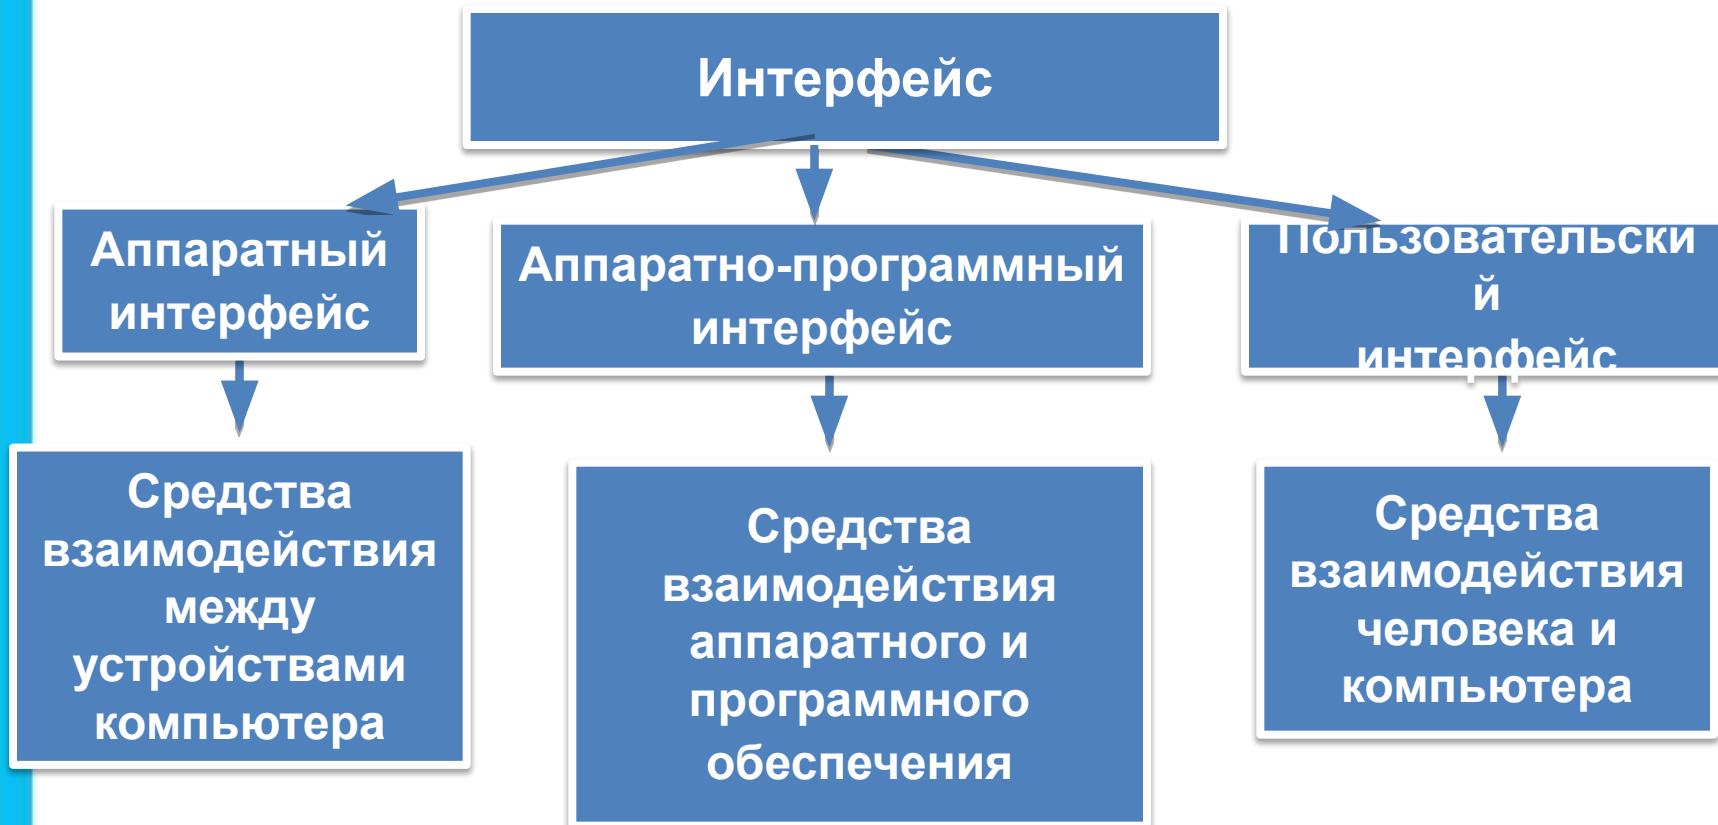 Интерфейс
Аппаратный
интерфейс
Аппаратно-программный
интерфейс
Пользовательски
й
интерфейс
Средства
взаимодействия
между
устройствами
компьютера
Средства
взаимодействия
аппаратного и
программного
обеспечения
Средства
взаимодействия
человека и
компьютера